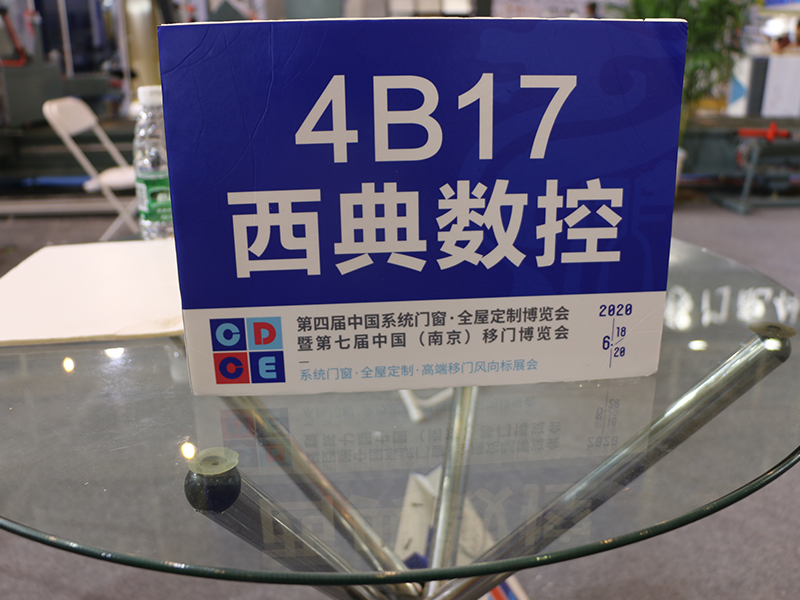 4B17
西典数控
CD
CE
第四届中国系统门窗·全屋定制博览会
暨第七届中国（南京）移门博览会
系统门窗·全屋定制·高端移门风向标展会
2020
6 18
20